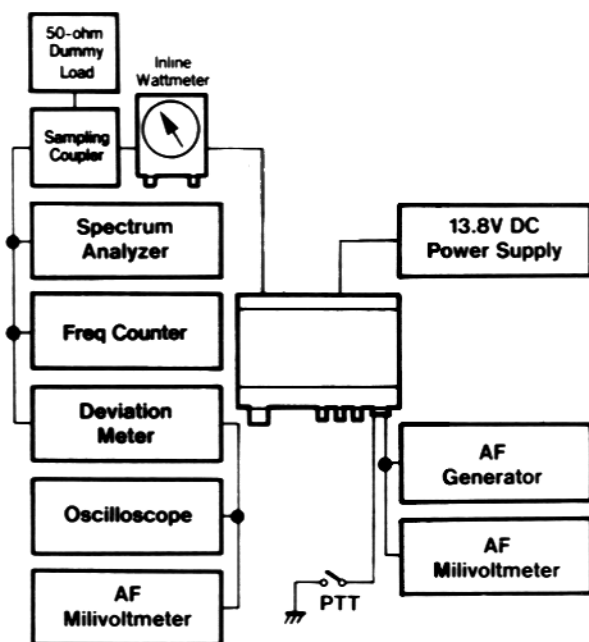 50-ohm
Dummy
Load
Inline
Wattmeter
Sampling
Coupler
Spectrum
Analyzer
13.8V DC
Power Supply
Freq Counter
Deviation
Meter
AF
Generator
Oscilloscope
AF
Milivoltmeter
AF
Milivoltmeter
PTT